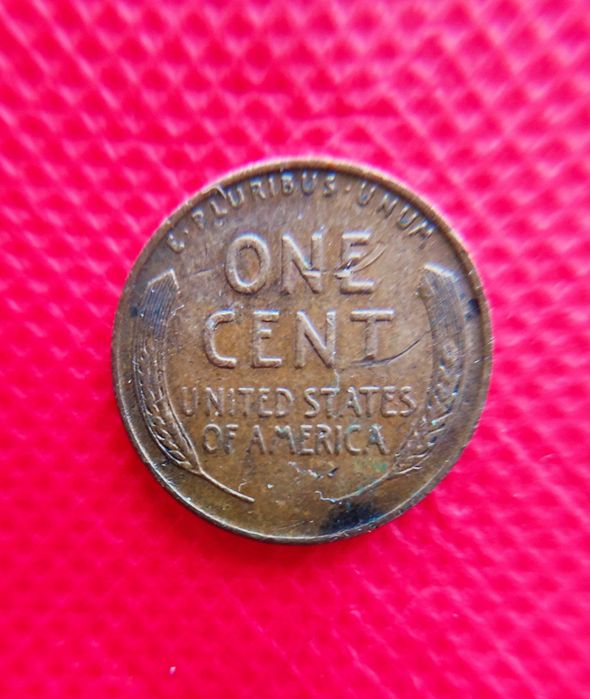 E·PLURIBUS·UNUM
ONE
CENT
UNITED STATES
OF AMERICA